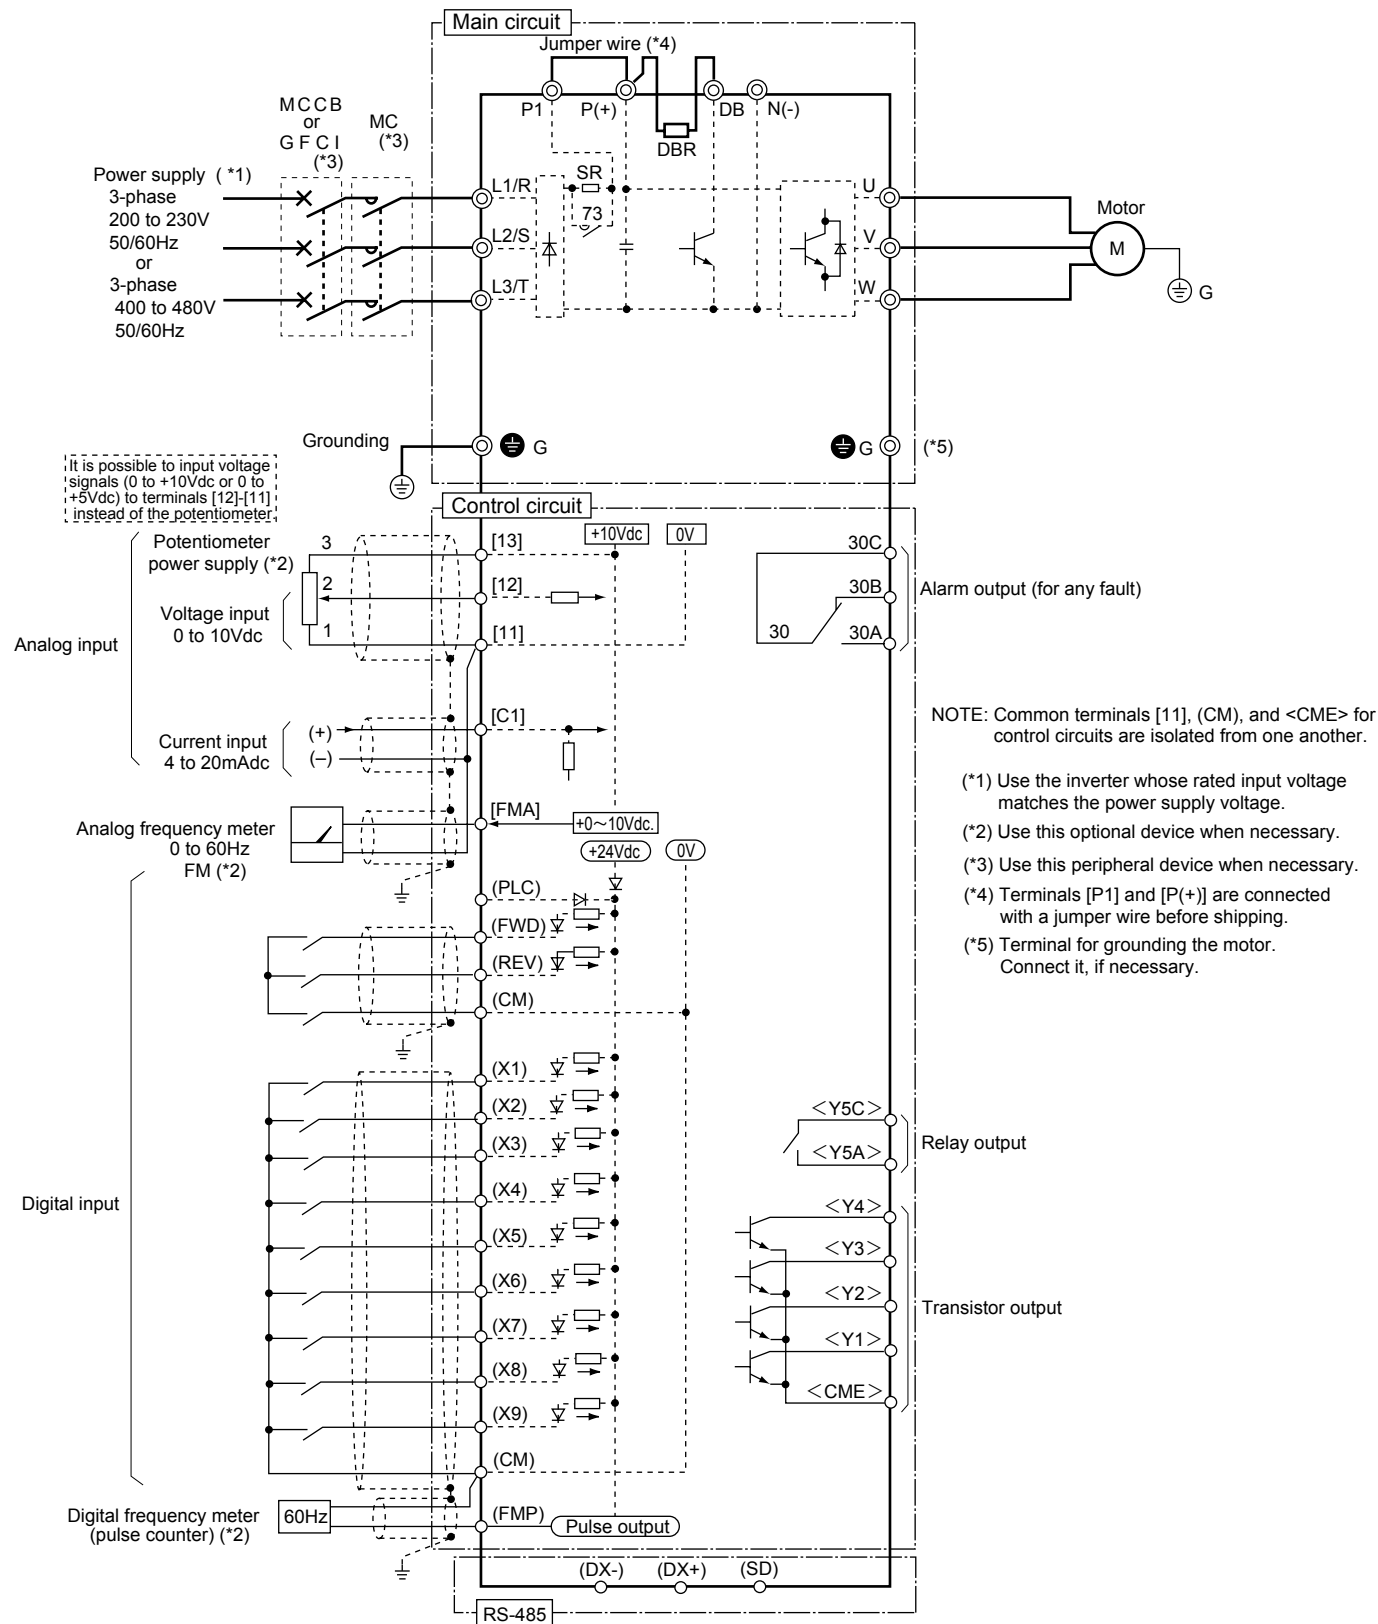 Main circuit
Jumper wire (*4)
P1
P(+)
DB
N(-)
DBR
MCCB
or
GFCI
(*3)
MC
(*3)
Power supply (*1)
3-phase
200 to 230V
50/60Hz
or
3-phase
400 to 480V
50/60Hz
L1/R
L2/S
L3/T
SR
73
U
V
W
Motor
M
G
Grounding
G
G
(*5)
It is possible to input voltage
signals (0 to +10Vdc or 0 to
+5Vdc) to terminals [12]-[11]
instead of the potentiometer.
Control circuit
+10Vdc
0V
Potentiometer
power supply (*2)
3
2
1
Voltage input
0 to 10Vdc
Analog input
[13]
[12]
[11]
30C
30B
30
30A
Alarm output (for any fault)
Current input
4 to 20mAdc
(+)
(–)
[C1]
[FMA]
+0～10Vdc.
Analog frequency meter
0 to 60Hz
FM (*2)
+24Vdc
0V
NOTE: Common terminals [11], (CM), and <CME> for
control circuits are isolated from one another.
(*1) Use the inverter whose rated input voltage
matches the power supply voltage.
(*2) Use this optional device when necessary.
(*3) Use this peripheral device when necessary.
(*4) Terminals [P1] and [P(+)] are connected
with a jumper wire before shipping.
(*5) Terminal for grounding the motor.
Connect it, if necessary.
(PLC)
(FWD)
(REV)
(CM)
(X1)
(X2)
(X3)
(X4)
(X5)
(X6)
(X7)
(X8)
(X9)
(CM)
(FMP)
Digital input
<Y5C>
<Y5A>
Relay output
<Y4>
<Y3>
<Y2>
<Y1>
<CME>
Transistor output
Digital frequency meter
(pulse counter) (*2)
60Hz
Pulse output
(DX-)
(DX+)
(SD)
RS-485